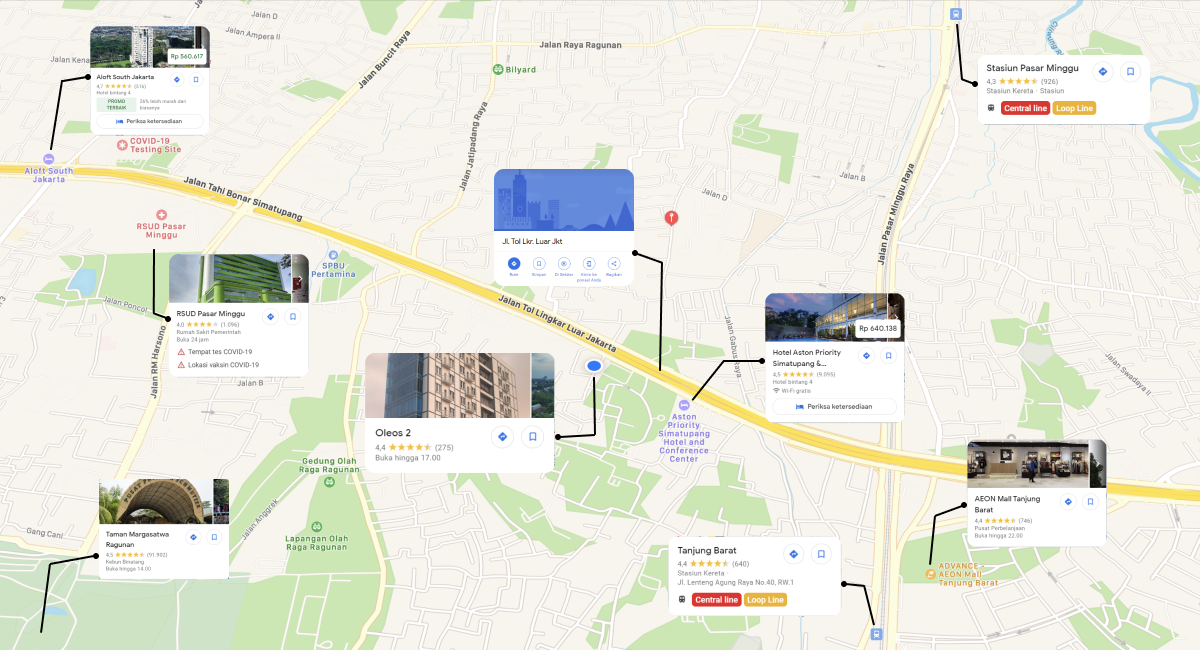 Jalan D
Jalan Ampera II
Jalan Kena
Rp 560.617
Aloft South Jakarta
4,7 (516)
Hotel bintang 4
PROMO
TERBAIK
26% lebih murah dari
biasanya
Periksa ketersediaan
COVID-19
Testing Site
Aloft South
Jakarta
Jalan Buncit Raya
Jalan Raya Ragunan
Bilyard
Jalan Jatipadang Raya
Stasiun Pasar Minggu
4,3 (926)
Stasiun Kereta · Stasiun
Central line
Loop Line
Jalan Tahi Bonar Simatupang
Jalan D
Jalan B
Jalan Pasar Minggu Raya
RSUD Pasar
Minggu
Jl. Tol Lkr. Luar Jkt
Rute
Simpan
Di Sekitar
Kirim ke
ponsel Anda
Bagikan
SPBU
Pertamina
Jalan Poncol
RSUD Pasar Minggu
4,0 (1.096)
Rumah Sakit Pemerintah
Buka 24 jam
Tempat tes COVID-19
Lokasi vaksin COVID-19
Jalan RM Harsono
Jalan B
Jalan Tol Lingkar Luar Jakarta
Jalan Gabus Raya
Rp 640.138
Hotel Aston Priority
Simatupang &...
4,5 (9.095)
Hotel bintang 4
Wi-Fi gratis
Periksa ketersediaan
Jalan Swadaya II
Oleos 2
4,4 (275)
Buka hingga 17.00
Aston
Priority
Simatupang
Hotel and
Conference
Center
Gedung Olah
Raga Ragunan
Jalan Anggrek
Lapangan Olah
Raga Ragunan
PUSAT
Gang Cani
Taman Margasatwa
Ragunan
4,5 (91.902)
Kebun Binatang
Buka hingga 14.00
AEON Mall Tanjung
Barat
4,4 (746)
Pusat Perbelanjaan
Buka hingga 22.00
ADVANCE -
AEON Mall
Tanjung Barat
Tanjung Barat
4,4 (640)
Stasiun Kereta ·
Jl. Lenteng Agung Raya No.40, RW.1
Central line
Loop Line